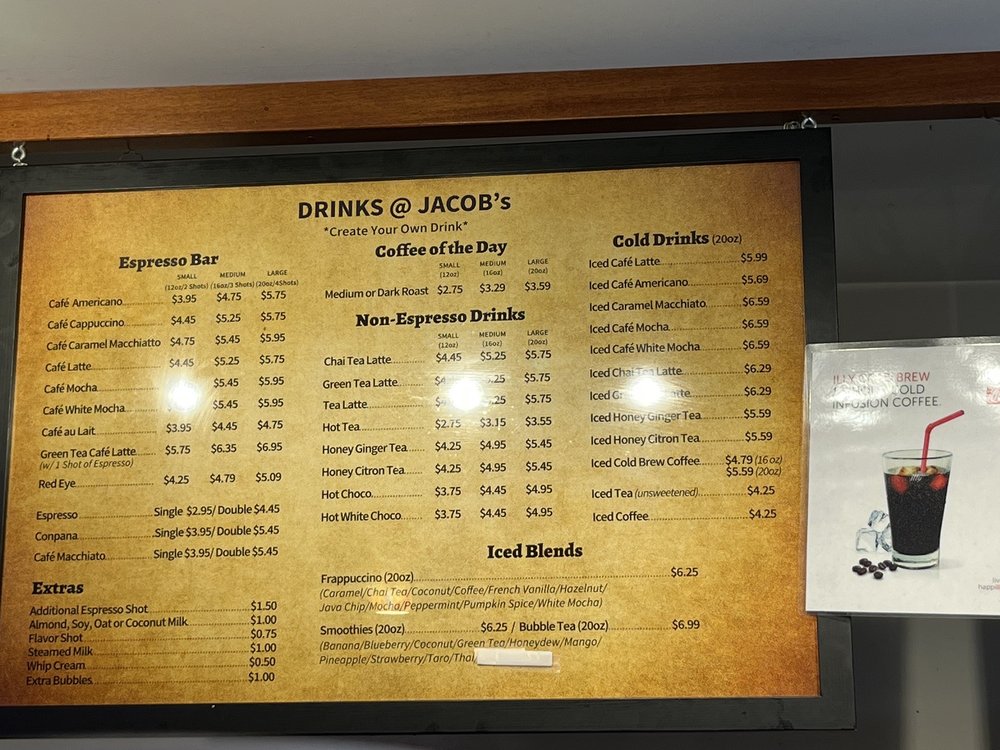 DRINKS @ JACOB's
*Create Your Own Drink*
Espresso Bar
SMALL MEDIUM LARGE
(12oz/2 Shots) (16oz/3 Shots) (20oz/4Shots)
Café Americano $3.95 $4.75 $5.75
Café Cappuccino $4.45 $5.25 $5.75
Café Caramel Macchiatto $4.75 $5.45 $5.95
Café Latte $4.45 $5.25 $5.75
Café Mocha $5.45 $5.95
Café White Mocha $5.45 $5.95
Café au Lait $3.95 $4.45 $4.75
Green Tea Café Latte $5.75 $6.35 $6.95
(w/ 1 Shot of Espresso)
Red Eye $4.25 $4.79 $5.09
Espresso Single $2.95/ Double $4.45
Conpana Single $3.95/ Double $5.45
Café Macchiato Single $3.95/ Double $5.45
Extras
Additional Espresso Shot $1.50
Almond, Soy, Oat or Coconut Milk $1.00
Flavor Shot $0.75
Steamed Milk $1.00
Whip Cream $0.50
Extra Bubbles $1.00
Coffee of the Day
SMALL MEDIUM LARGE
(12oz) (16oz) (20oz)
Medium or Dark Roast $2.75 $3.29 $3.59
Non-Espresso Drinks
SMALL MEDIUM LARGE
(12oz) (16oz) (20oz)
Chai Tea Latte $4.45 $5.25 $5.75
Green Tea Latte $5.75
Tea Latte $5.75
Hot Tea $2.75 $3.15 $3.55
Honey Ginger Tea $4.25 $4.95 $5.45
Honey Citron Tea $4.25 $4.95 $5.45
Hot Choco $3.75 $4.45 $4.95
Hot White Choco $3.75 $4.45 $4.95
Cold Drinks (20oz)
Iced Café Latte $5.99
Iced Café Americano $5.69
Iced Caramel Macchiato $6.59
Iced Café Mocha $6.59
Iced Café White Mocha $6.59
Iced Chai Tea Latte $6.29
Iced $6.29
Iced Honey Ginger Tea $5.59
Iced Honey Citron Tea $5.59
Iced Cold Brew Coffee $4.79 (16 oz)
$5.59 (20oz)
Iced Tea (unsweetened) $4.25
Iced Coffee $4.25
Iced Blends
Frappuccino (20oz) $6.25
(Caramel/Chai Tea/Coconut/Coffee/French Vanilla/Hazelnut/
Java Chip/Mocha/Peppermint/Pumpkin Spice/White Mocha)
Smoothies (20oz) $6.25 / Bubble Tea (20oz) $6.99
(Banana/Blueberry/Coconut/Green Tea/Honeydew/Mango/
Pineapple/Strawberry/Taro/Thai
ILLY BREW
INFUSION COFFEE.